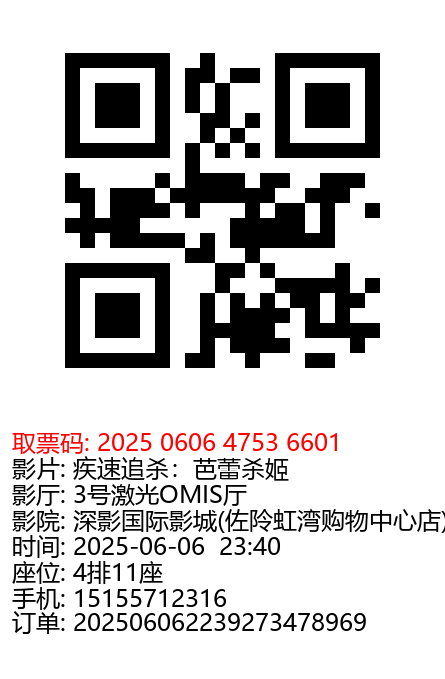 取票码: 2025 0606 4753 6601
影片: 疾速追杀：芭蕾杀姬
影厅: 3号激光OMIS厅
影院: 深影国际影城(佐阾虹湾购物中心店)
时间: 2025-06-06  23:40
座位: 4排11座
手机: 15155712316
订单: 202506062239273478969